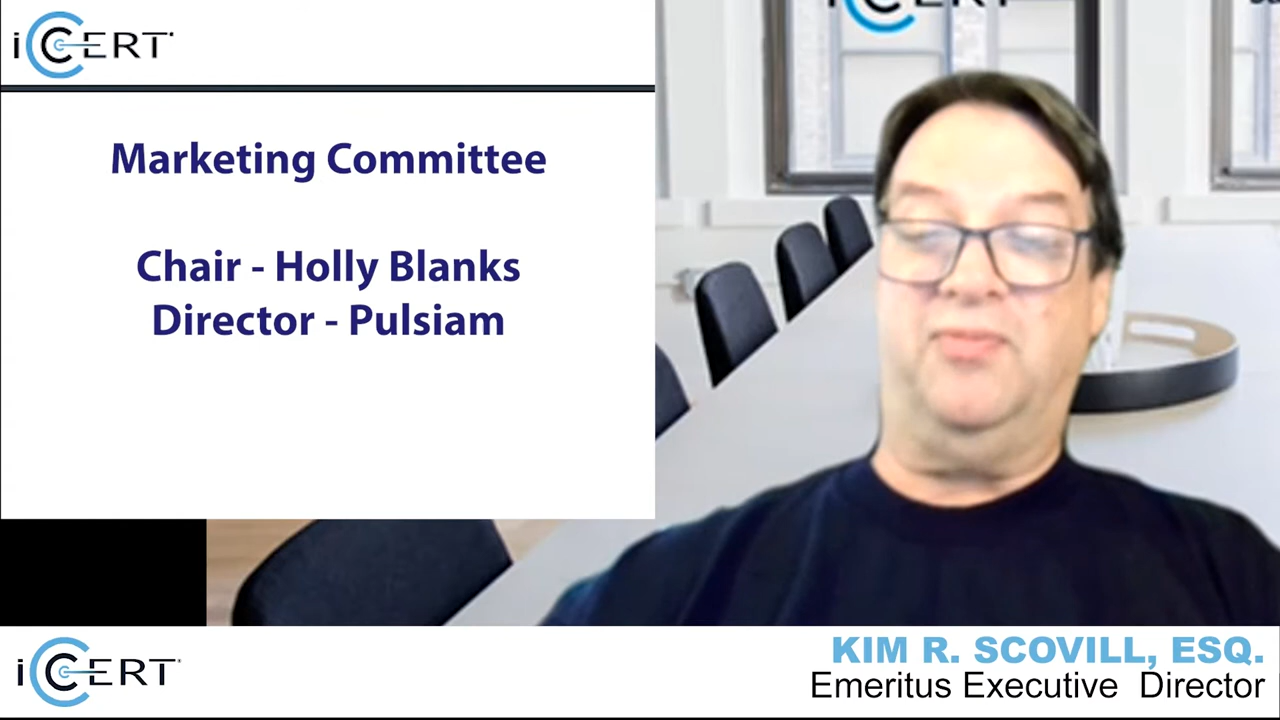 iCERT
Marketing Committee
Chair - Holly Blanks
Director - Pulsiam
iCERT
KIM R. SCOVILL, ESQ.
Emeritus Executive Director